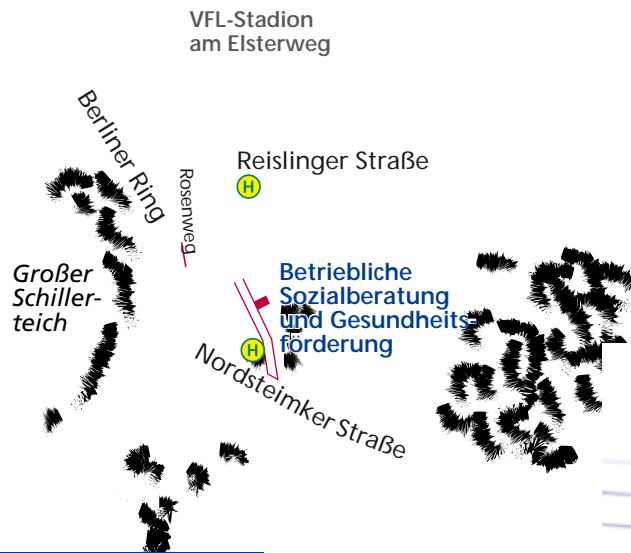 VFL-Stadion
am Elsterweg
Berliner Ring
Reislinger Straße
H
Rosenweg
Großer
Schiller-
teich
Betriebliche
Sozialberatung
und Gesundheits-
förderung
H
Nordsteimker Straße